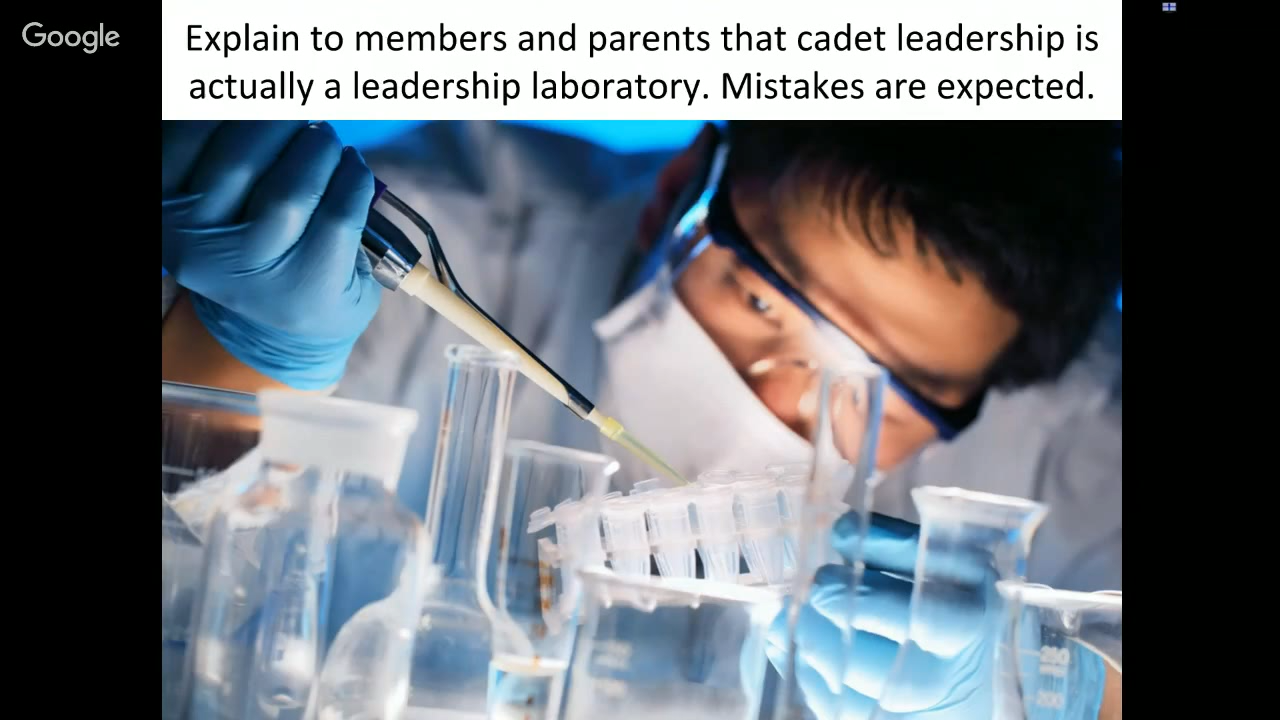 Google
Explain to members and parents that cadet leadership is
actually a leadership laboratory. Mistakes are expected.